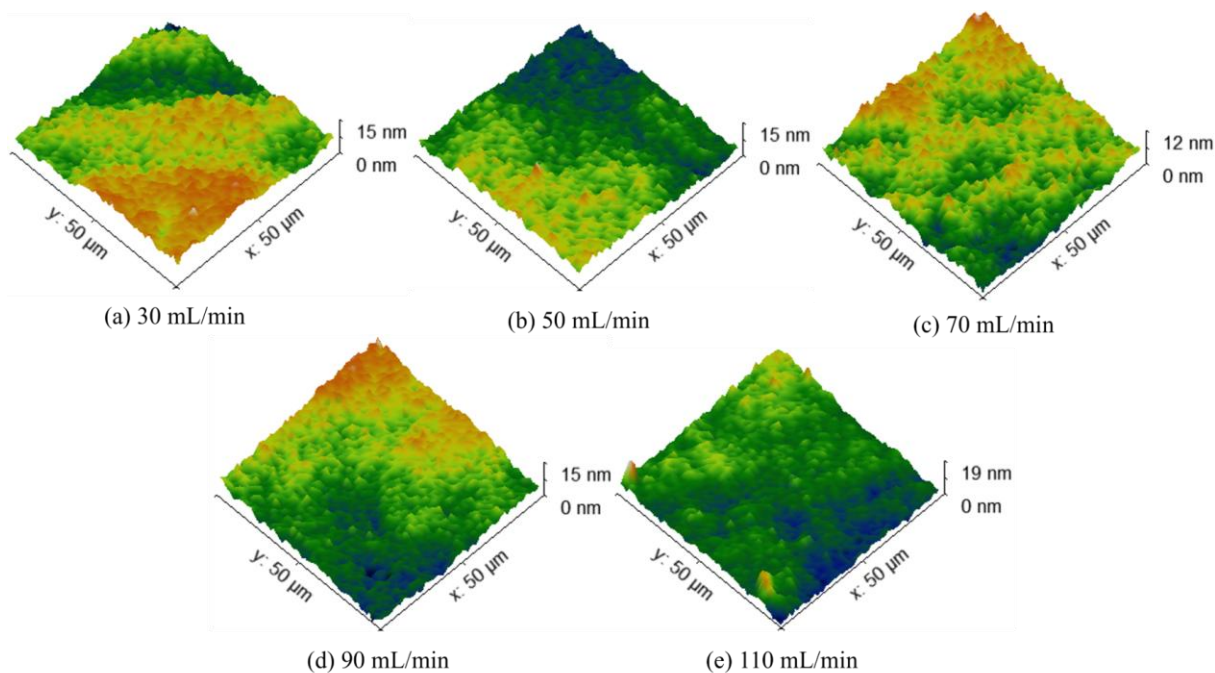 15 nm
0 nm
y: 50 µm
x: 50 µm
(a) 30 mL/min
15 nm
0 nm
y: 50 µm
x: 50 µm
(b) 50 mL/min
12 nm
0 nm
y: 50 µm
x: 50 µm
(c) 70 mL/min
15 nm
0 nm
y: 50 µm
x: 50 µm
(d) 90 mL/min
19 nm
0 nm
y: 50 µm
x: 50 µm
(e) 110 mL/min